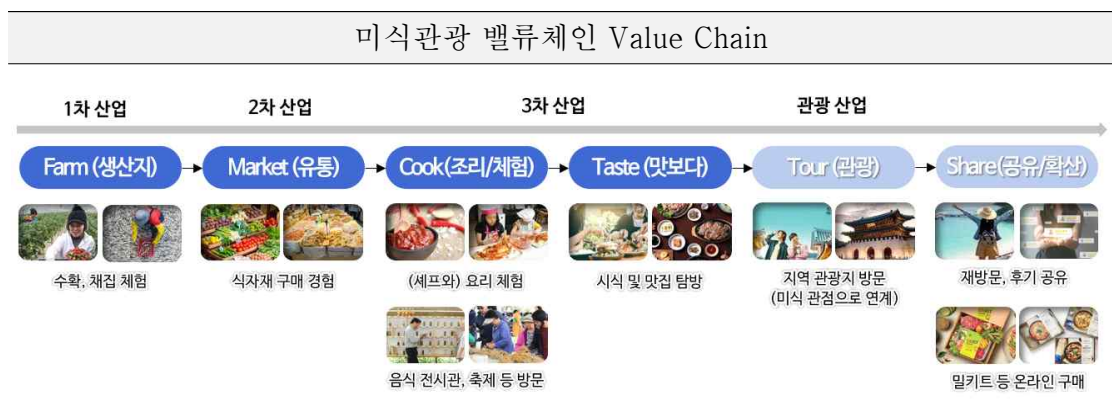 미식관광 밸류체인 Value Chain
1차 산업
2차 산업
3차 산업
관광 산업
Farm (생산지)
Market (유통)
Cook(조리/체험)
Taste (맛보다)
Tour (관광)
Share(공유/확산)
수확, 채집 체험
식자재 구매 경험
(셰프와) 요리 체험
시식 및 맛집 탐방
지역 관광지 방문
(미식 관점으로 연계)
재방문, 후기 공유
음식 전시관, 축제 등 방문
밀키트 등 온라인 구매